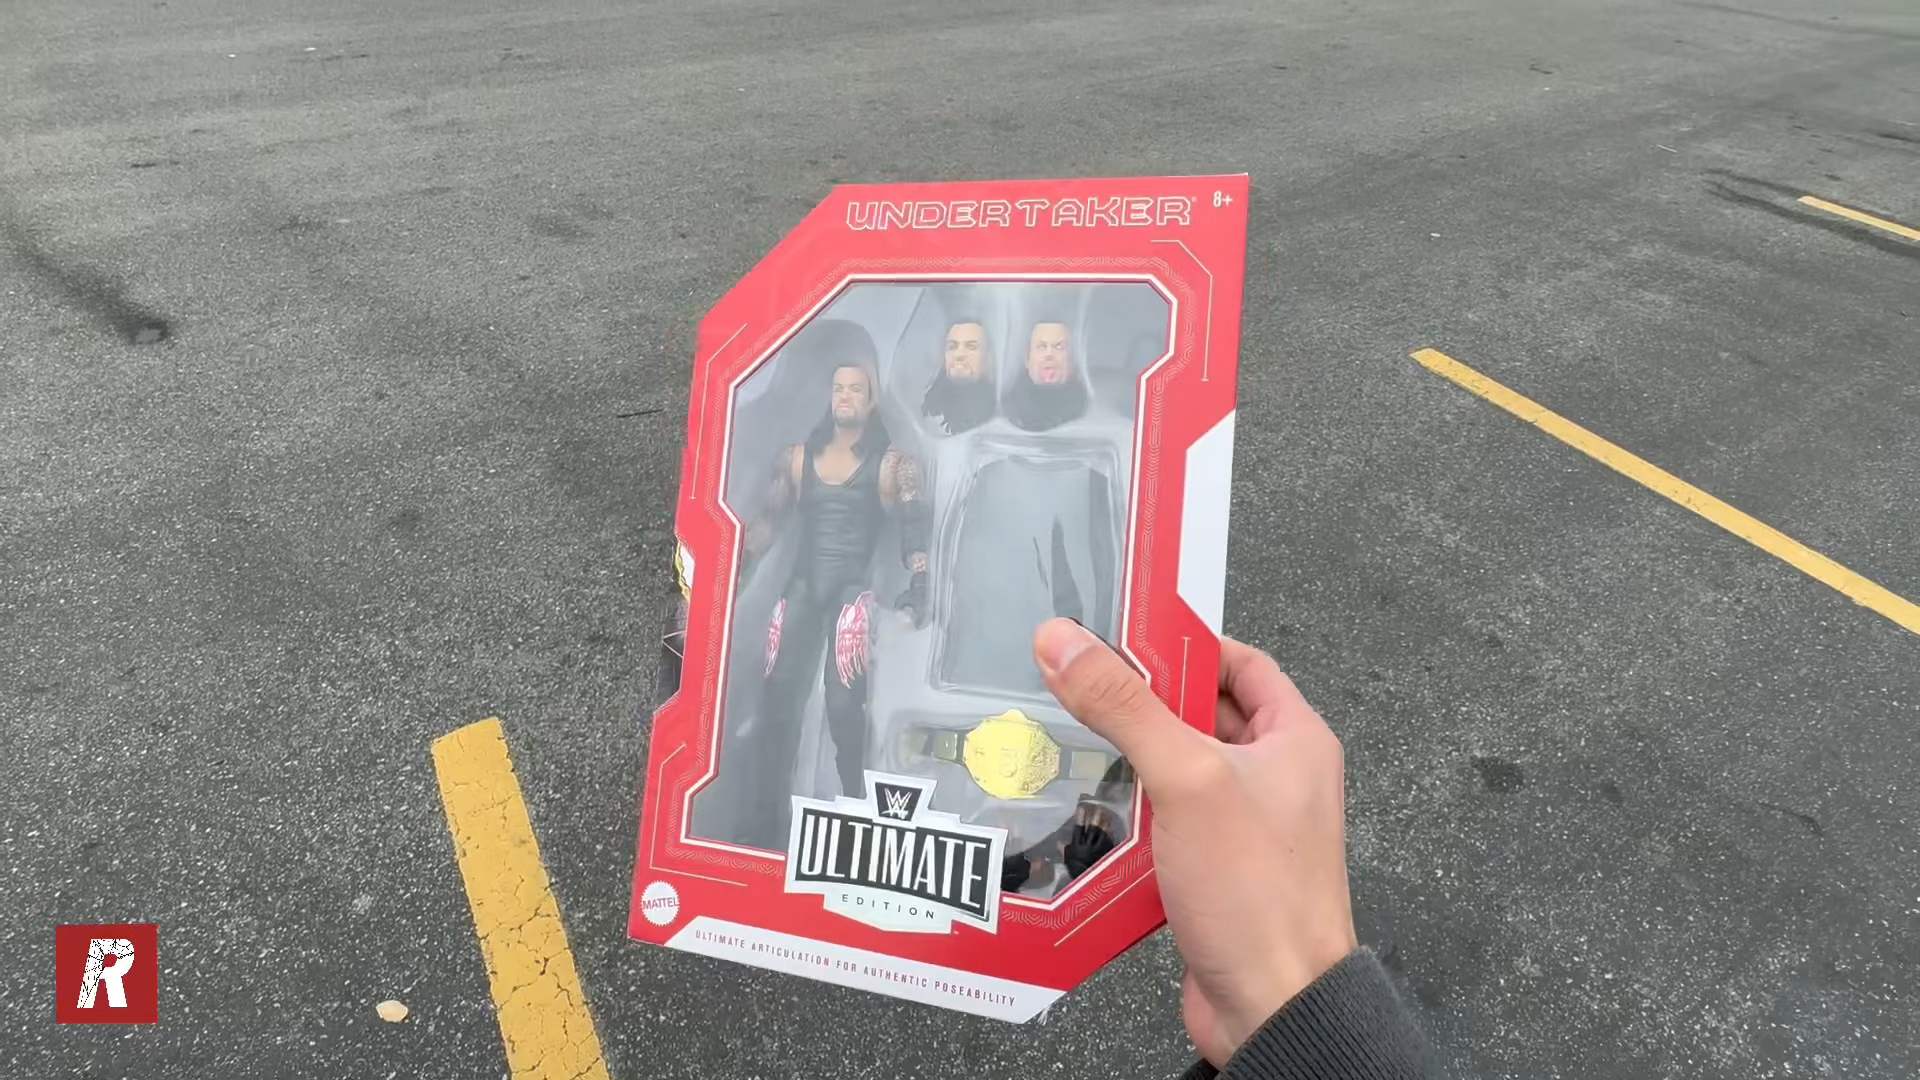 UNDERTAKER
8+
W
ULTIMATE
EDITION
MATTEL
ULTIMATE ARTICULATION FOR AUTHENTIC POSEABILITY
R